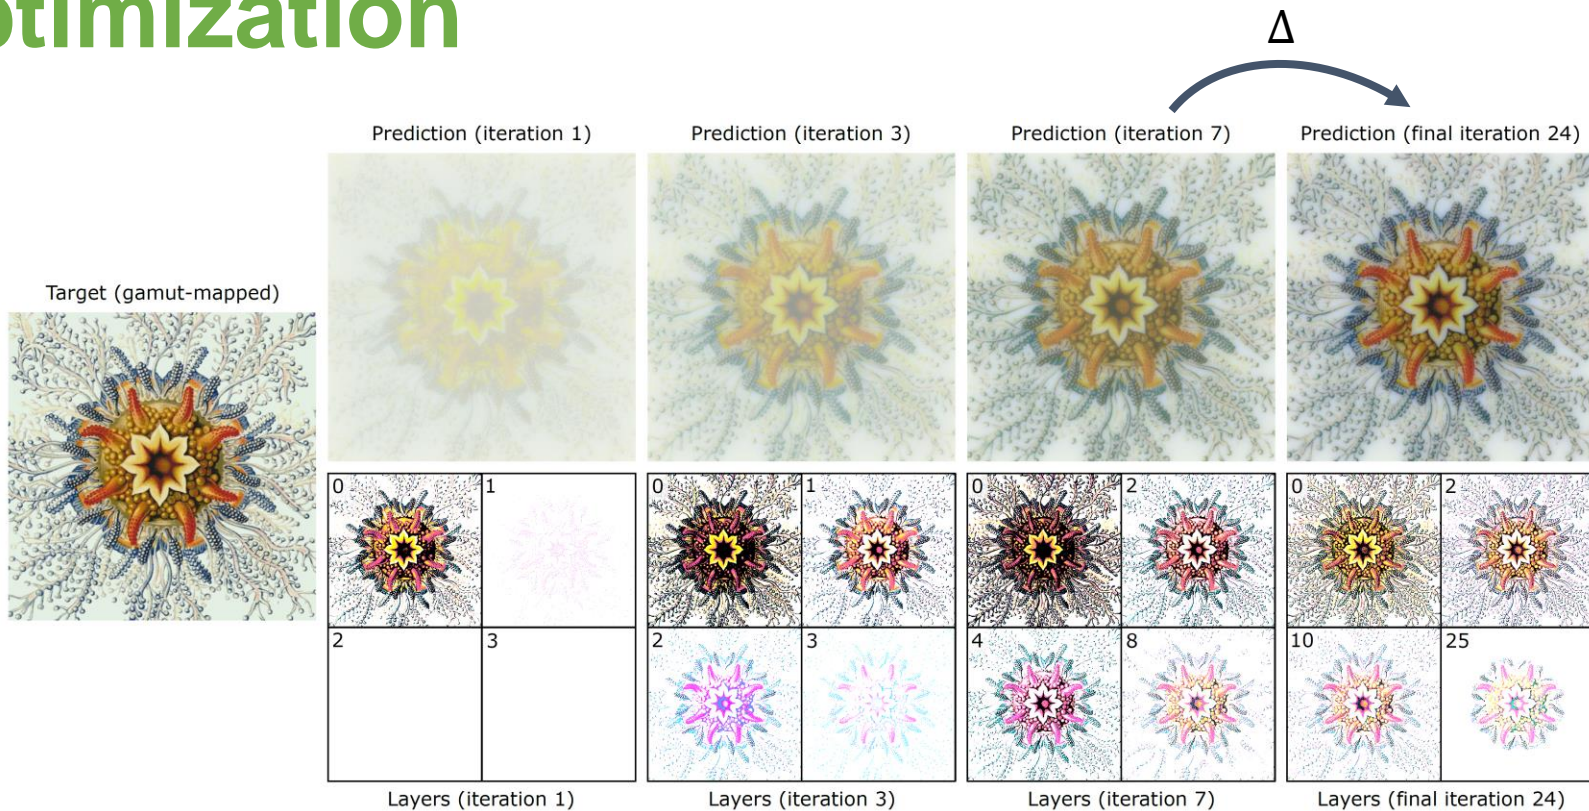 ptimization
Δ
Prediction (iteration 1)
Prediction (iteration 3)
Prediction (iteration 7)
Prediction (final iteration 24)
Target (gamut-mapped)
0
1
2
3
0
1
2
3
0
2
4
8
0
2
10
25
Layers (iteration 1)
Layers (iteration 3)
Layers (iteration 7)
Layers (final iteration 24)